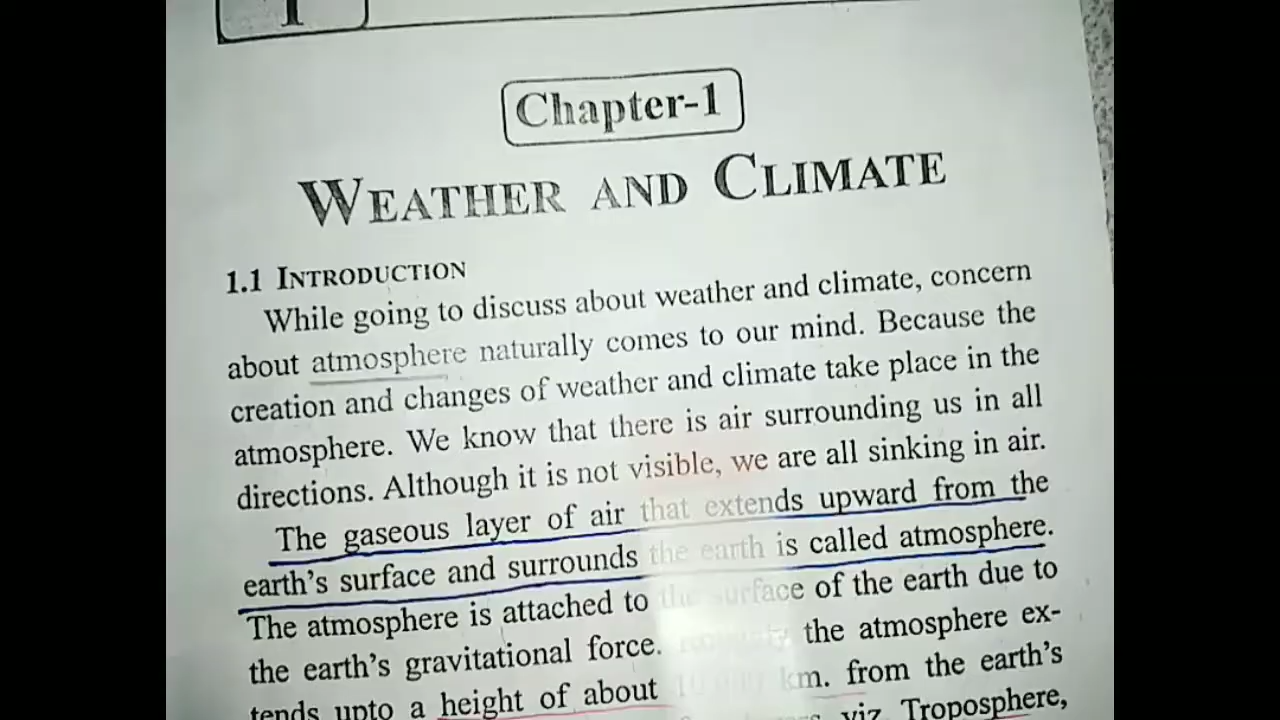 1
Chapter-1
WEATHER AND CLIMATE
1.1 INTRODUCTION
While going to discuss about weather and climate, concern
about atmosphere naturally comes to our mind. Because the
creation and changes of weather and climate take place in the
atmosphere. We know that there is air surrounding us in all
directions. Although it is not visible, we are all sinking in air.
The gaseous layer of air that extends upward from the
earth's surface and surrounds the earth is called atmosphere.
The atmosphere is attached to the surface of the earth due to
the earth's gravitational force. the atmosphere ex-
tends upto a height of about km. from the earth's
viz Troposphere,